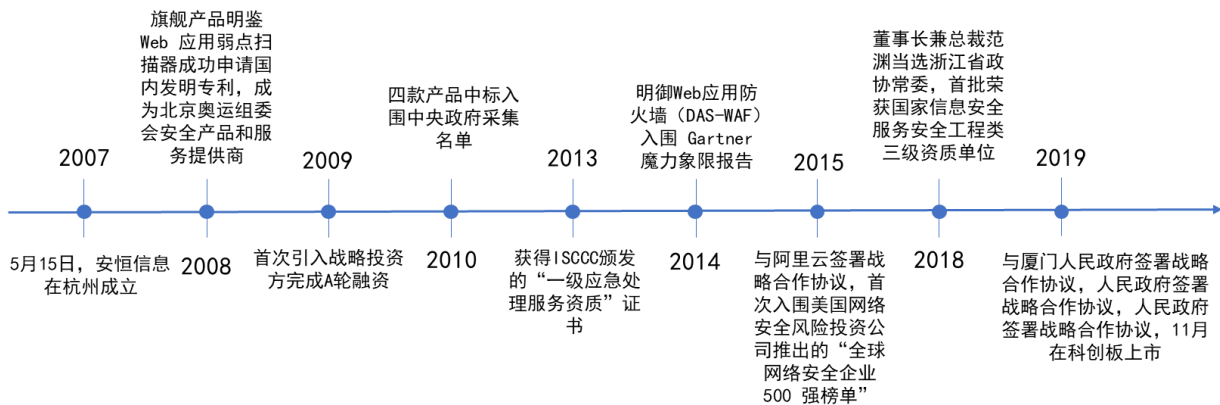 2007
5月15日，安恒信息
在杭州成立
旗舰产品明鉴
Web 应用弱点扫
描器成功申请国
内发明专利，成
为北京奥运组委
会安全产品和服
务提供商
2008
2009
首次引入战略投资
方完成A轮融资
四款产品中标入
围中央政府采集
名单
2010
2013
获得ISCCC颁发
的“一级应急处
理服务资质”证
书
明御Web应用防
火墙（DAS-WAF）
入围 Gartner
魔力象限报告
2014
2015
与阿里云签署战
略合作协议，首
次入围美国网络
安全风险投资公
司推出的“全球
网络安全企业
500 强榜单”
董事长兼总裁范
渊当选浙江省政
协常委，首批荣
获国家信息安全
服务安全工程类
三级资质单位
2018
2019
与厦门人民政府签署战略
合作协议，人民政府签署
战略合作协议，人民政府
签署战略合作协议，11月
在科创板上市